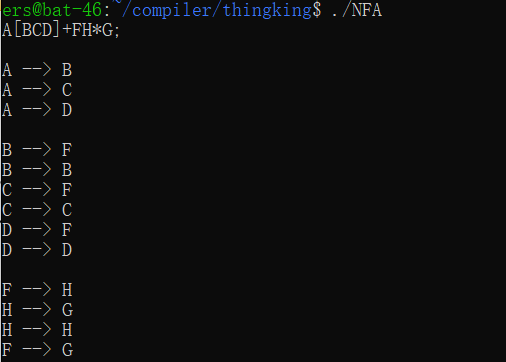 ers@bat-46:~/compiler/thingking$ ./NFA
A[BCD]+FH*G;
A --> B
A --> C
A --> D
B --> F
B --> B
C --> F
C --> C
D --> F
D --> D
F --> H
H --> G
H --> H
F --> G